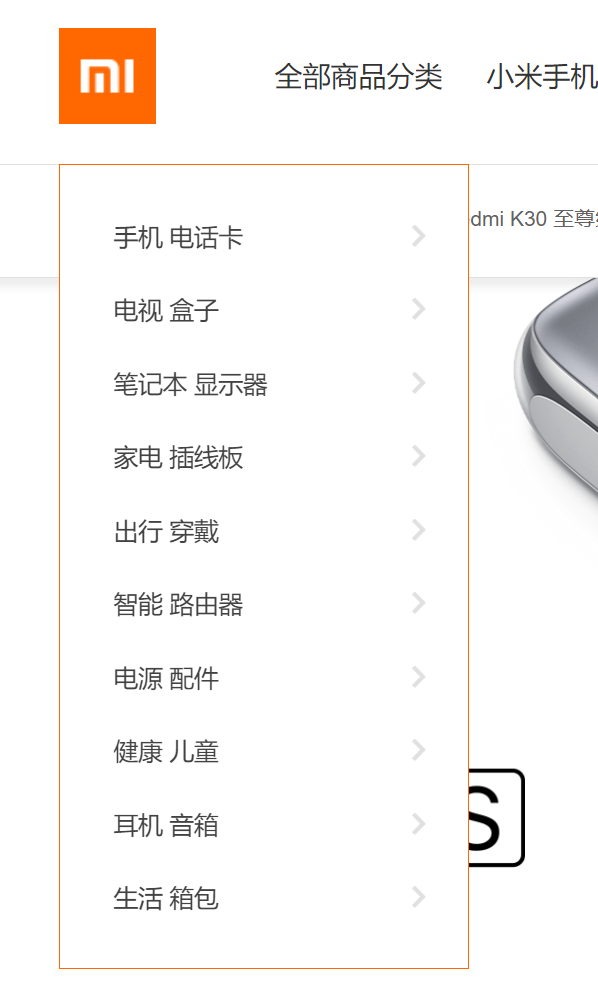 mi
全部商品分类 小米手机
dmi K30 至尊
手机 电话卡
电视 盒子
笔记本 显示器
家电 插线板
出行 穿戴
智能 路由器
电源 配件
健康 儿童
耳机 音箱
生活 箱包
S